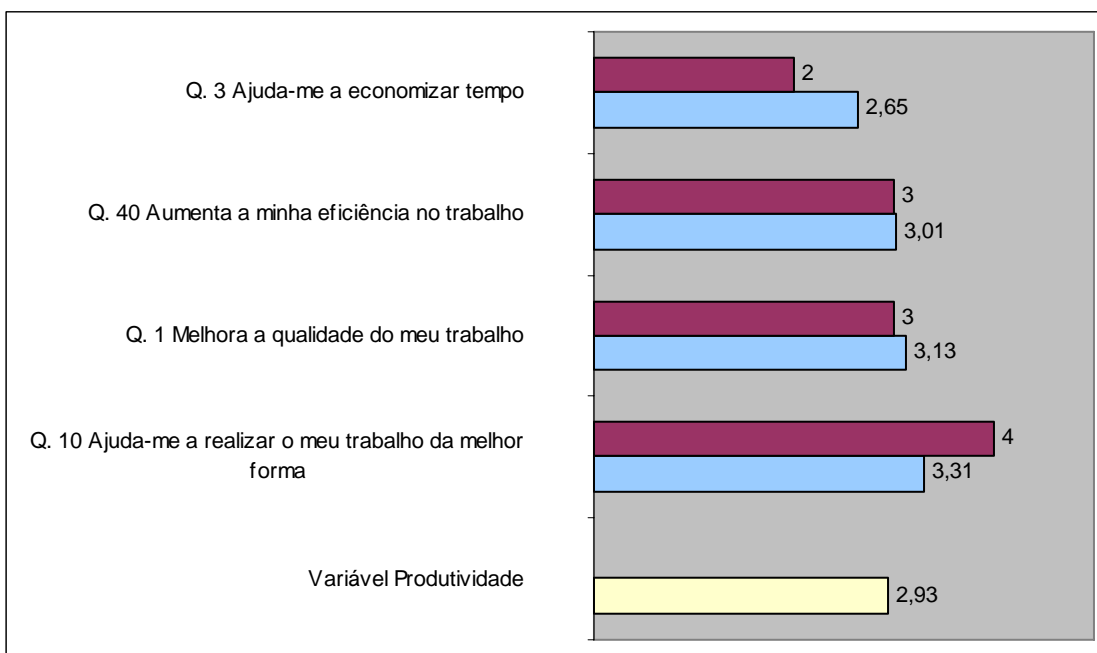 Q. 3 Ajuda-me a economizar tempo
2
2,65
Q. 40 Aumenta a minha eficiência no trabalho
3
3,01
Q. 1 Melhora a qualidade do meu trabalho
3
3,13
Q. 10 Ajuda-me a realizar o meu trabalho da melhor
forma
4
3,31
Variável Produtividade
2,93